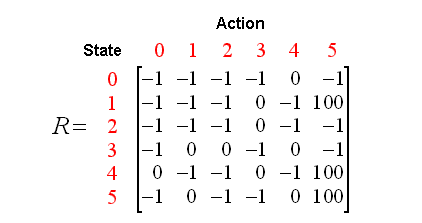 Action
State 0 1 2 3 4 5
0 −1 −1 −1 −1 0 −1
1 −1 −1 −1 0 −1 100
R= 2 −1 −1 −1 0 −1 −1
3 −1 0 0 −1 0 −1
4 0 −1 −1 0 −1 100
5 −1 0 −1 −1 0 100